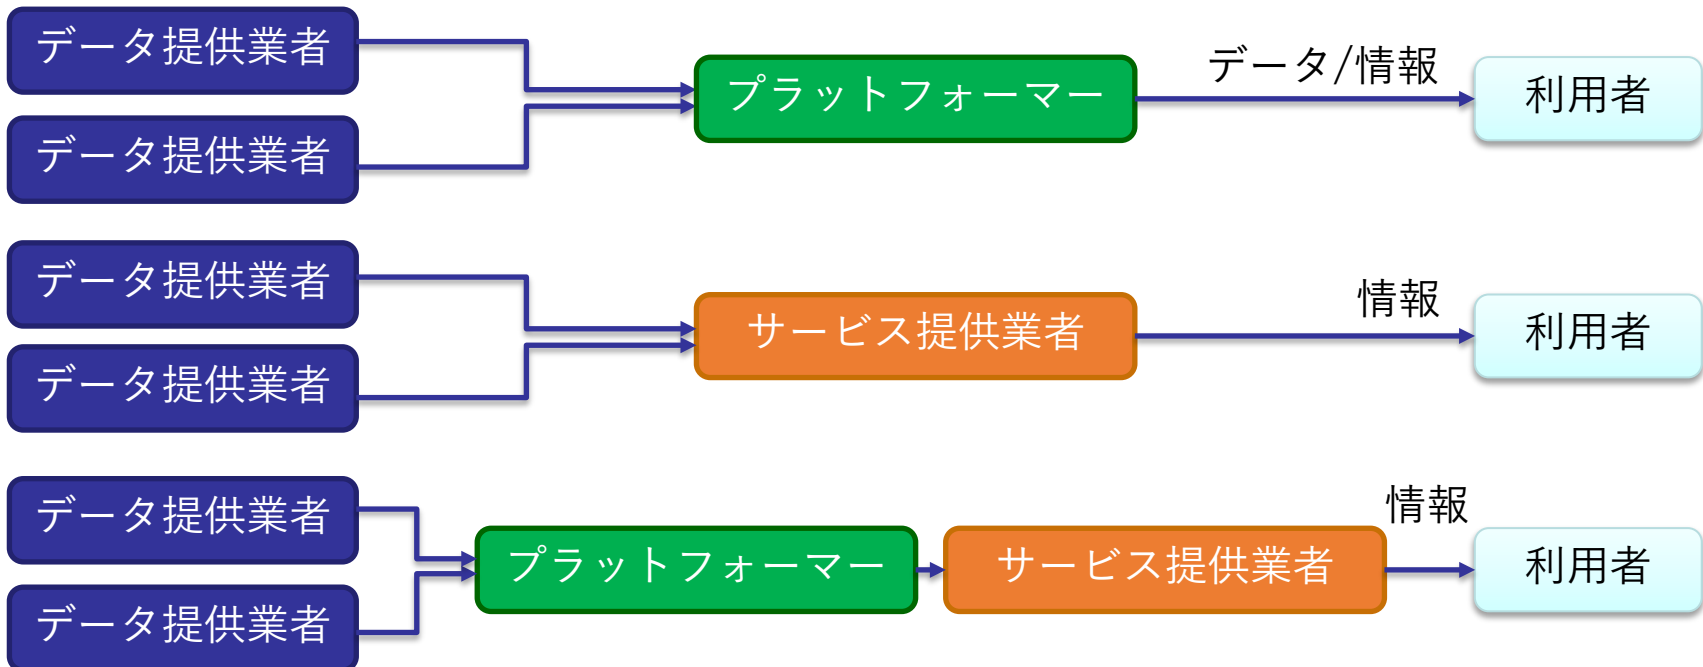 データ提供業者
データ提供業者
プラットフォーマー
データ/情報
利用者
データ提供業者
データ提供業者
サービス提供業者
情報
利用者
データ提供業者
データ提供業者
プラットフォーマー
サービス提供業者
情報
利用者